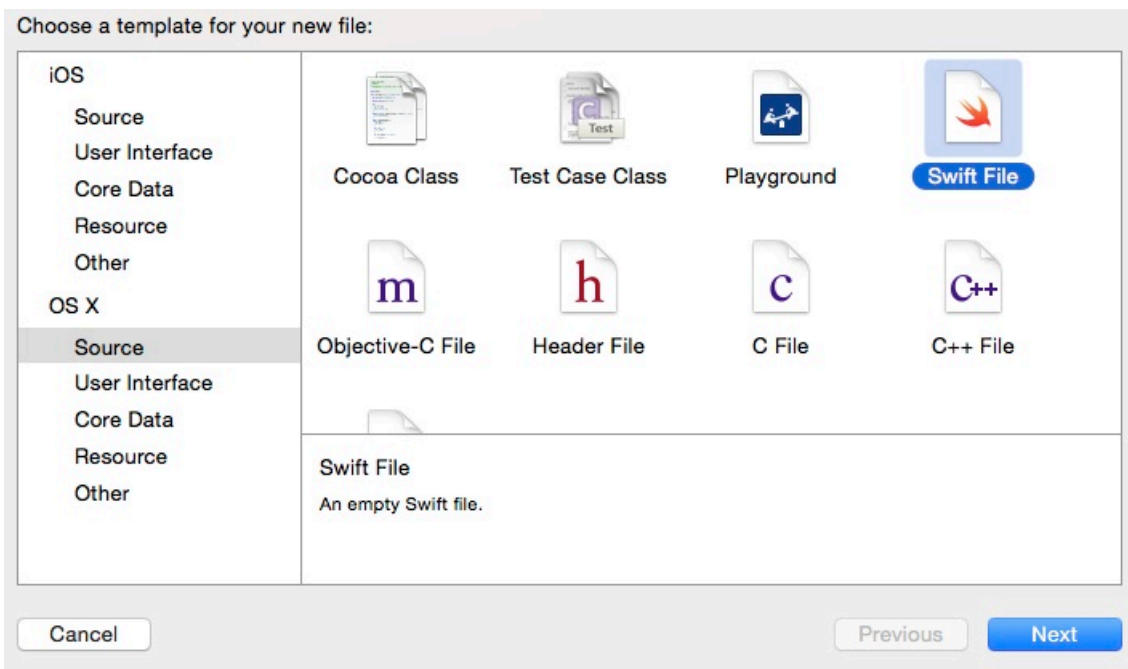 Choose a template for your new file:
iOS
Source
User Interface
Core Data
Resource
Other
OS X
Source
User Interface
Core Data
Resource
Other
Test
Cocoa Class
Test Case Class
Playground
Swift File
m
h
c
C++
Objective-C File
Header File
C File
C++ File
Swift File
An empty Swift file.
Cancel
Previous
Next